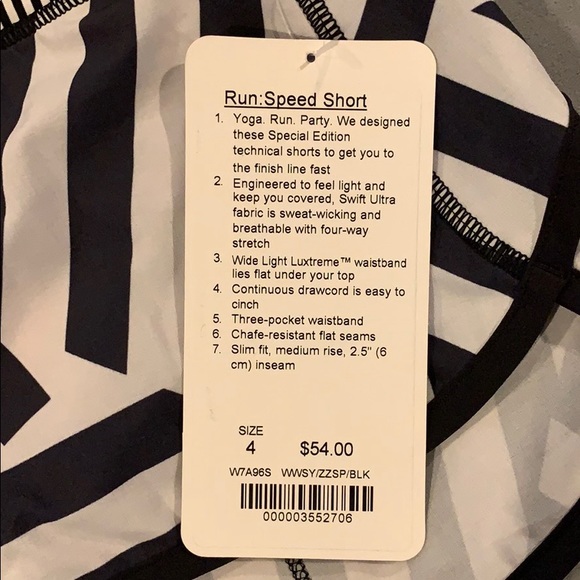 Run:Speed Short
1. Yoga. Run. Party. We designed
these Special Edition
technical shorts to get you to
the finish line fast
2. Engineered to feel light and
keep you covered, Swift Ultra
fabric is sweat-wicking and
breathable with four-way
stretch
3. Wide Light Luxtreme™ waistband
lies flat under your top
4. Continuous drawcord is easy to
cinch
5. Three-pocket waistband
6. Chafe-resistant flat seams
7. Slim fit, medium rise, 2.5" (6
cm) inseam
SIZE
4 $54.00
W7A96S WWSY/ZZSP/BLK
000003552706